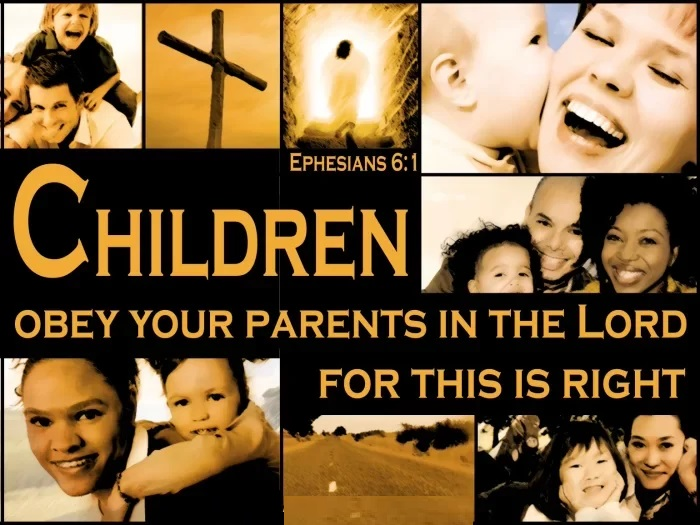 EPHESIANS 6:1
CHILDREN
OBEY YOUR PARENTS IN THE LORD
FOR THIS IS RIGHT